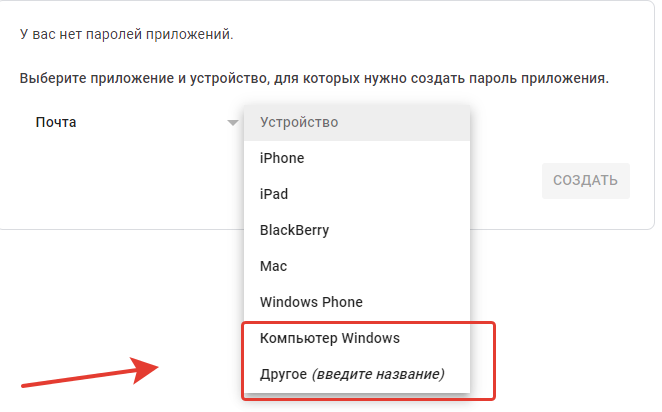 У вас нет паролей приложений.
Выберите приложение и устройство, для которых нужно создать пароль приложения.
Почта
Устройство
iPhone
iPad
BlackBerry
Mac
Windows Phone
Компьютер Windows
Другое (введите название)
СОЗДАТЬ